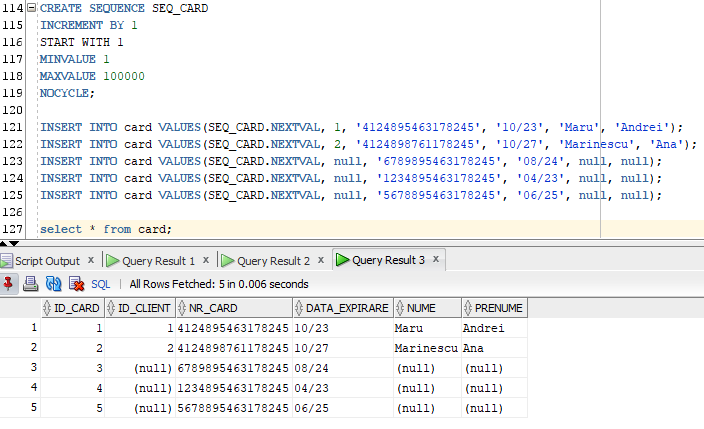 114 CREATE SEQUENCE SEQ_CARD
115 INCREMENT BY 1
116 START WITH 1
117 MINVALUE 1
118 MAXVALUE 100000
119 NOCYCLE;
120
121 INSERT INTO card VALUES(SEQ_CARD.NEXTVAL, 1, '4124895463178245', '10/23', 'Maru', 'Andrei');
122 INSERT INTO card VALUES(SEQ_CARD.NEXTVAL, 2, '4124898761178245', '10/27', 'Marinescu', 'Ana');
123 INSERT INTO card VALUES(SEQ_CARD.NEXTVAL, null, '6789895463178245', '08/24', null, null);
124 INSERT INTO card VALUES(SEQ_CARD.NEXTVAL, null, '1234895463178245', '04/23', null, null);
125 INSERT INTO card VALUES(SEQ_CARD.NEXTVAL, null, '5678895463178245', '06/25', null, null);
126
127 select * from card;
Script Output x Query Result 1 x Query Result 2 x Query Result 3 x
SQL | All Rows Fetched: 5 in 0.006 seconds
ID_CARD ID_CLIENT NR_CARD DATA_EXPIRARE NUME PRENUME
1 1 1 4124895463178245 10/23 Maru Andrei
2 2 2 4124898761178245 10/27 Marinescu Ana
3 3 (null) 6789895463178245 08/24 (null) (null)
4 4 (null) 1234895463178245 04/23 (null) (null)
5 5 (null) 5678895463178245 06/25 (null) (null)